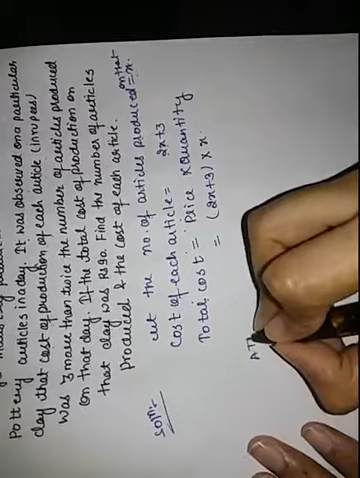 Pottery articles in a day. It was observed on a particular
day that cost of production of each article (in rupees)
was 3 more than twice the number of articles produced
on that day. If the total cost of production on
that day was Rs 90. Find the number of articles
produced & the cost of each article.
Soln:-
Let the no. of articles produced on that = x.
Cost of each article = 2x+3
Total cost = Price x Quantity
= (2x+3) x x.
AT